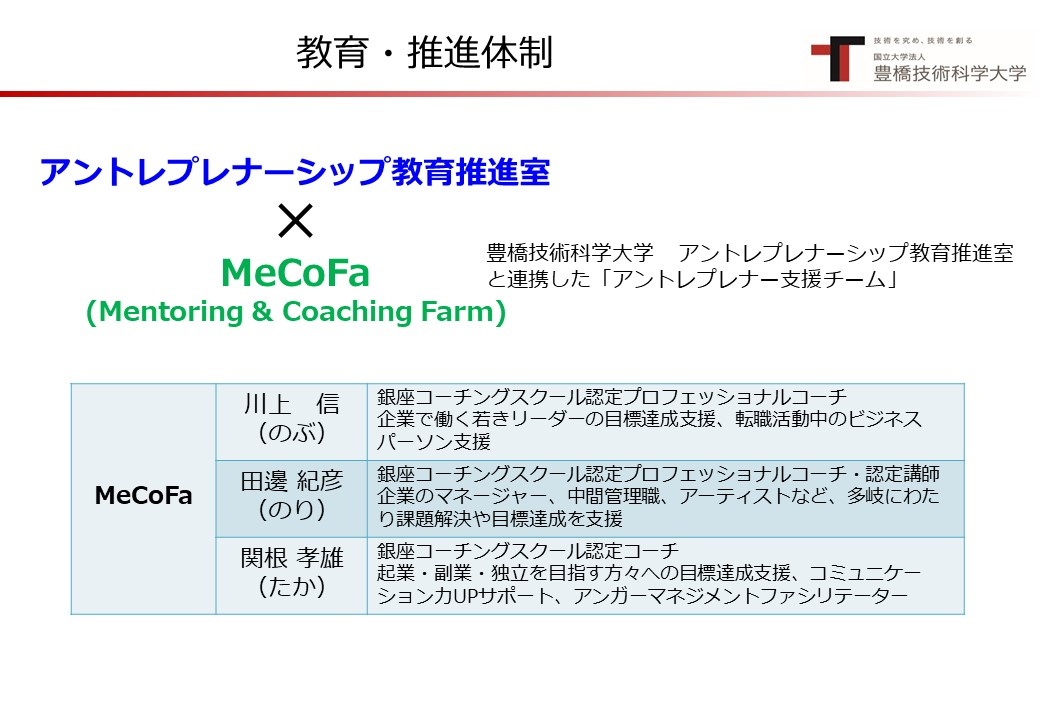 教育・推進体制
技術を究め、技術を創る
国立大学法人
豊橋技術科学大学
アントレプレナーシップ教育推進室
×
MeCoFa
(Mentoring & Coaching Farm)
豊橋技術科学大学　アントレプレナーシップ教育推進室
と連携した「アントレプレナー支援チーム」
MeCoFa
川上　信
（のぶ）
銀座コーチングスクール認定プロフェッショナルコーチ
企業で働く若きリーダーの目標達成支援、転職活動中のビジネス
パーソン支援
田邊 紀彦
（のり）
銀座コーチングスクール認定プロフェッショナルコーチ・認定講師
企業のマネージャー、中間管理職、アーティストなど、多岐にわた
り課題解決や目標達成を支援
関根 孝雄
（たか）
銀座コーチングスクール認定コーチ
起業・副業・独立を目指す方々への目標達成支援、コミュニケー
ション力UPサポート、アンガーマネジメントファシリテーター